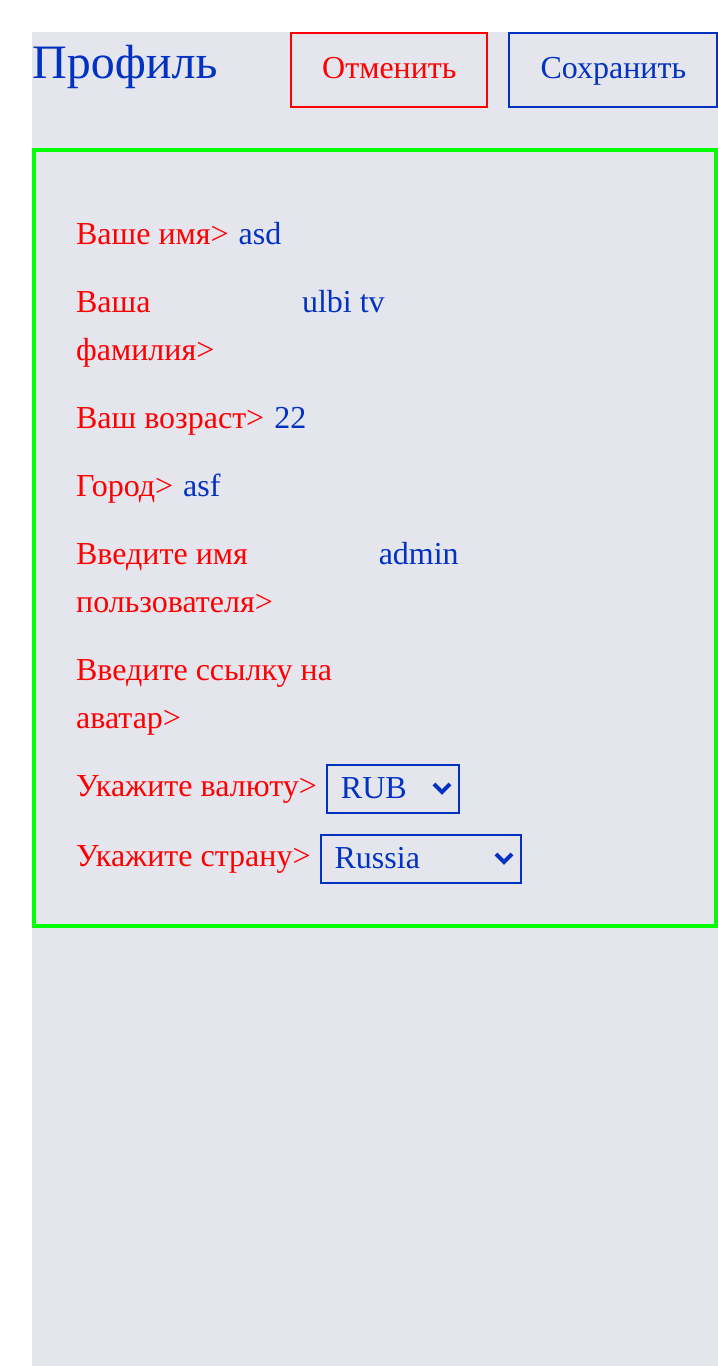 Профиль Отменить Сохранить
Ваше имя> asd
Ваша ulbi tv
фамилия>
Ваш возраст> 22
Город> asf
Введите имя admin
пользователя>
Введите ссылку на
аватар>
Укажите валюту> RUB
Укажите страну> Russia